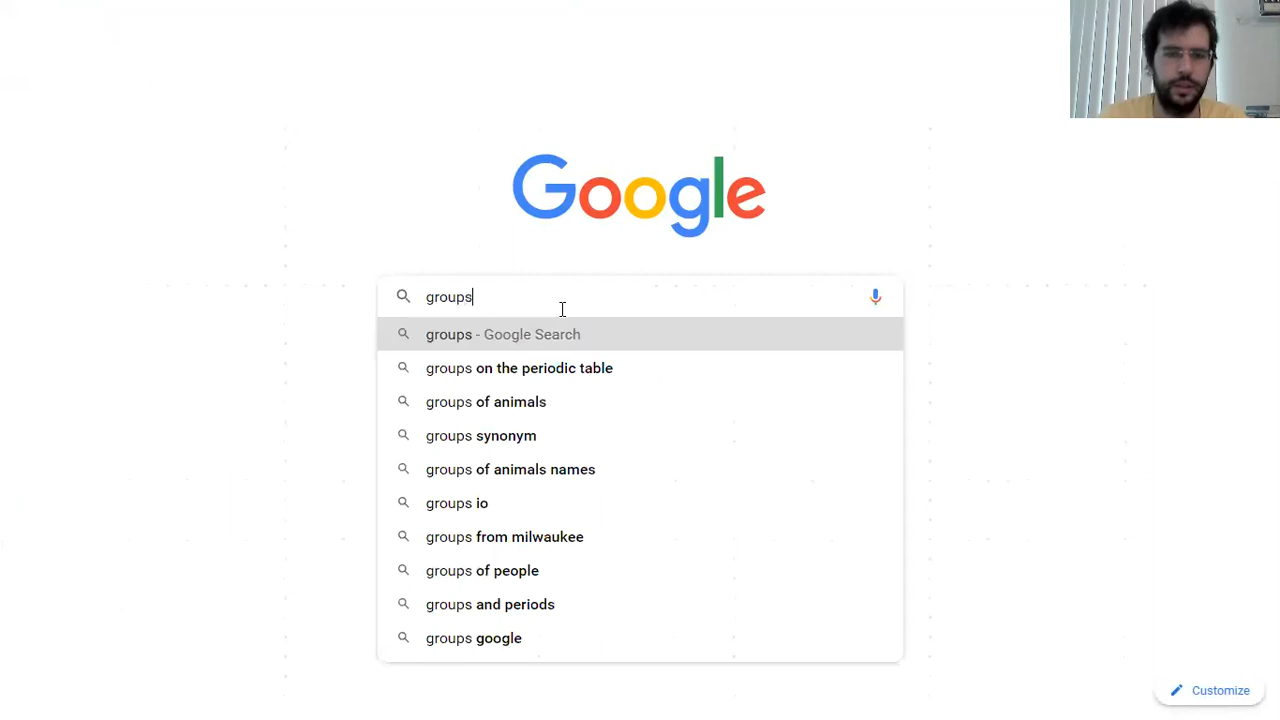 Google
groups
groups - Google Search
groups on the periodic table
groups of animals
groups synonym
groups of animals names
groups io
groups from milwaukee
groups of people
groups and periods
groups google
Customize